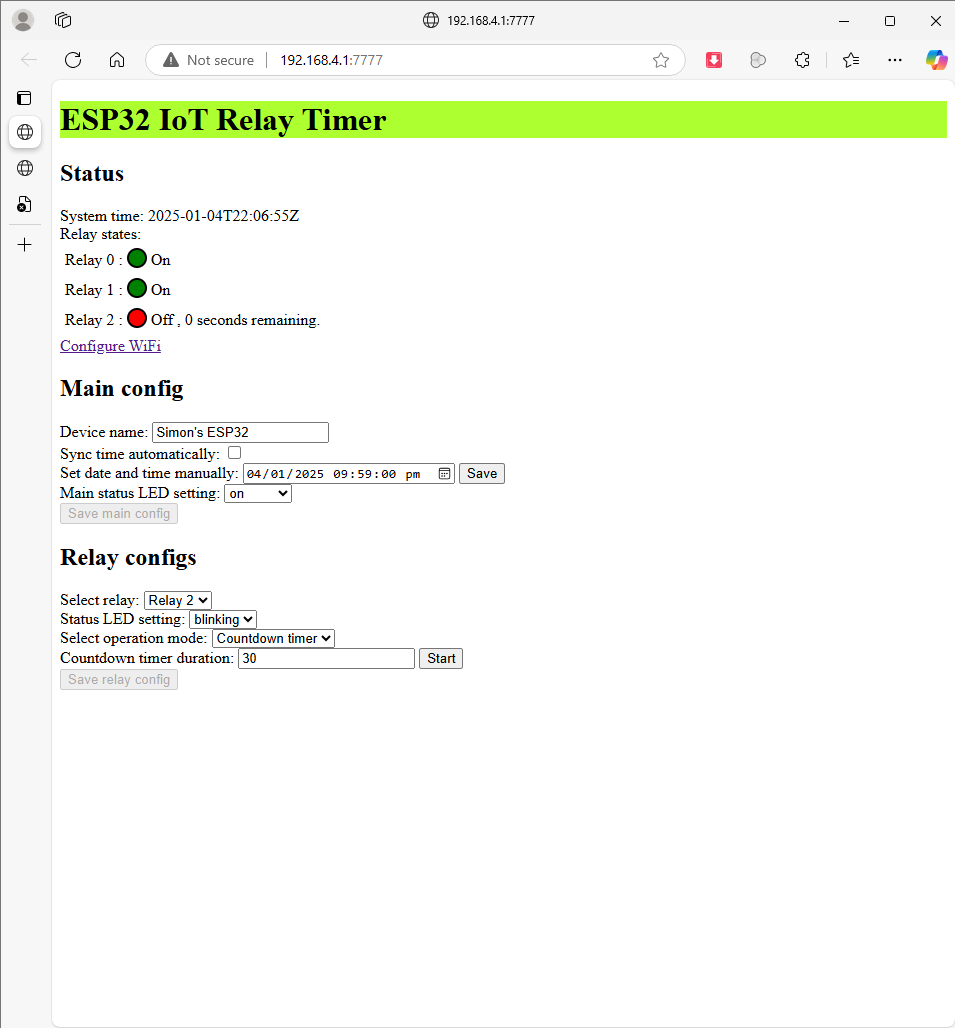 192.168.4.1:7777
Not secure 192.168.4.1:7777
ESP32 IoT Relay Timer
Status
System time: 2025-01-04T22:06:55Z
Relay states:
Relay 0 : On
Relay 1 : On
Relay 2 : Off , 0 seconds remaining.
Configure WiFi
Main config
Device name: Simon's ESP32
Sync time automatically:
Set date and time manually: 04/01/2025 09:59:00 pm Save
Main status LED setting: on
Save main config
Relay configs
Select relay: Relay 2
Status LED setting: blinking
Select operation mode: Countdown timer
Countdown timer duration: 30 Start
Save relay config